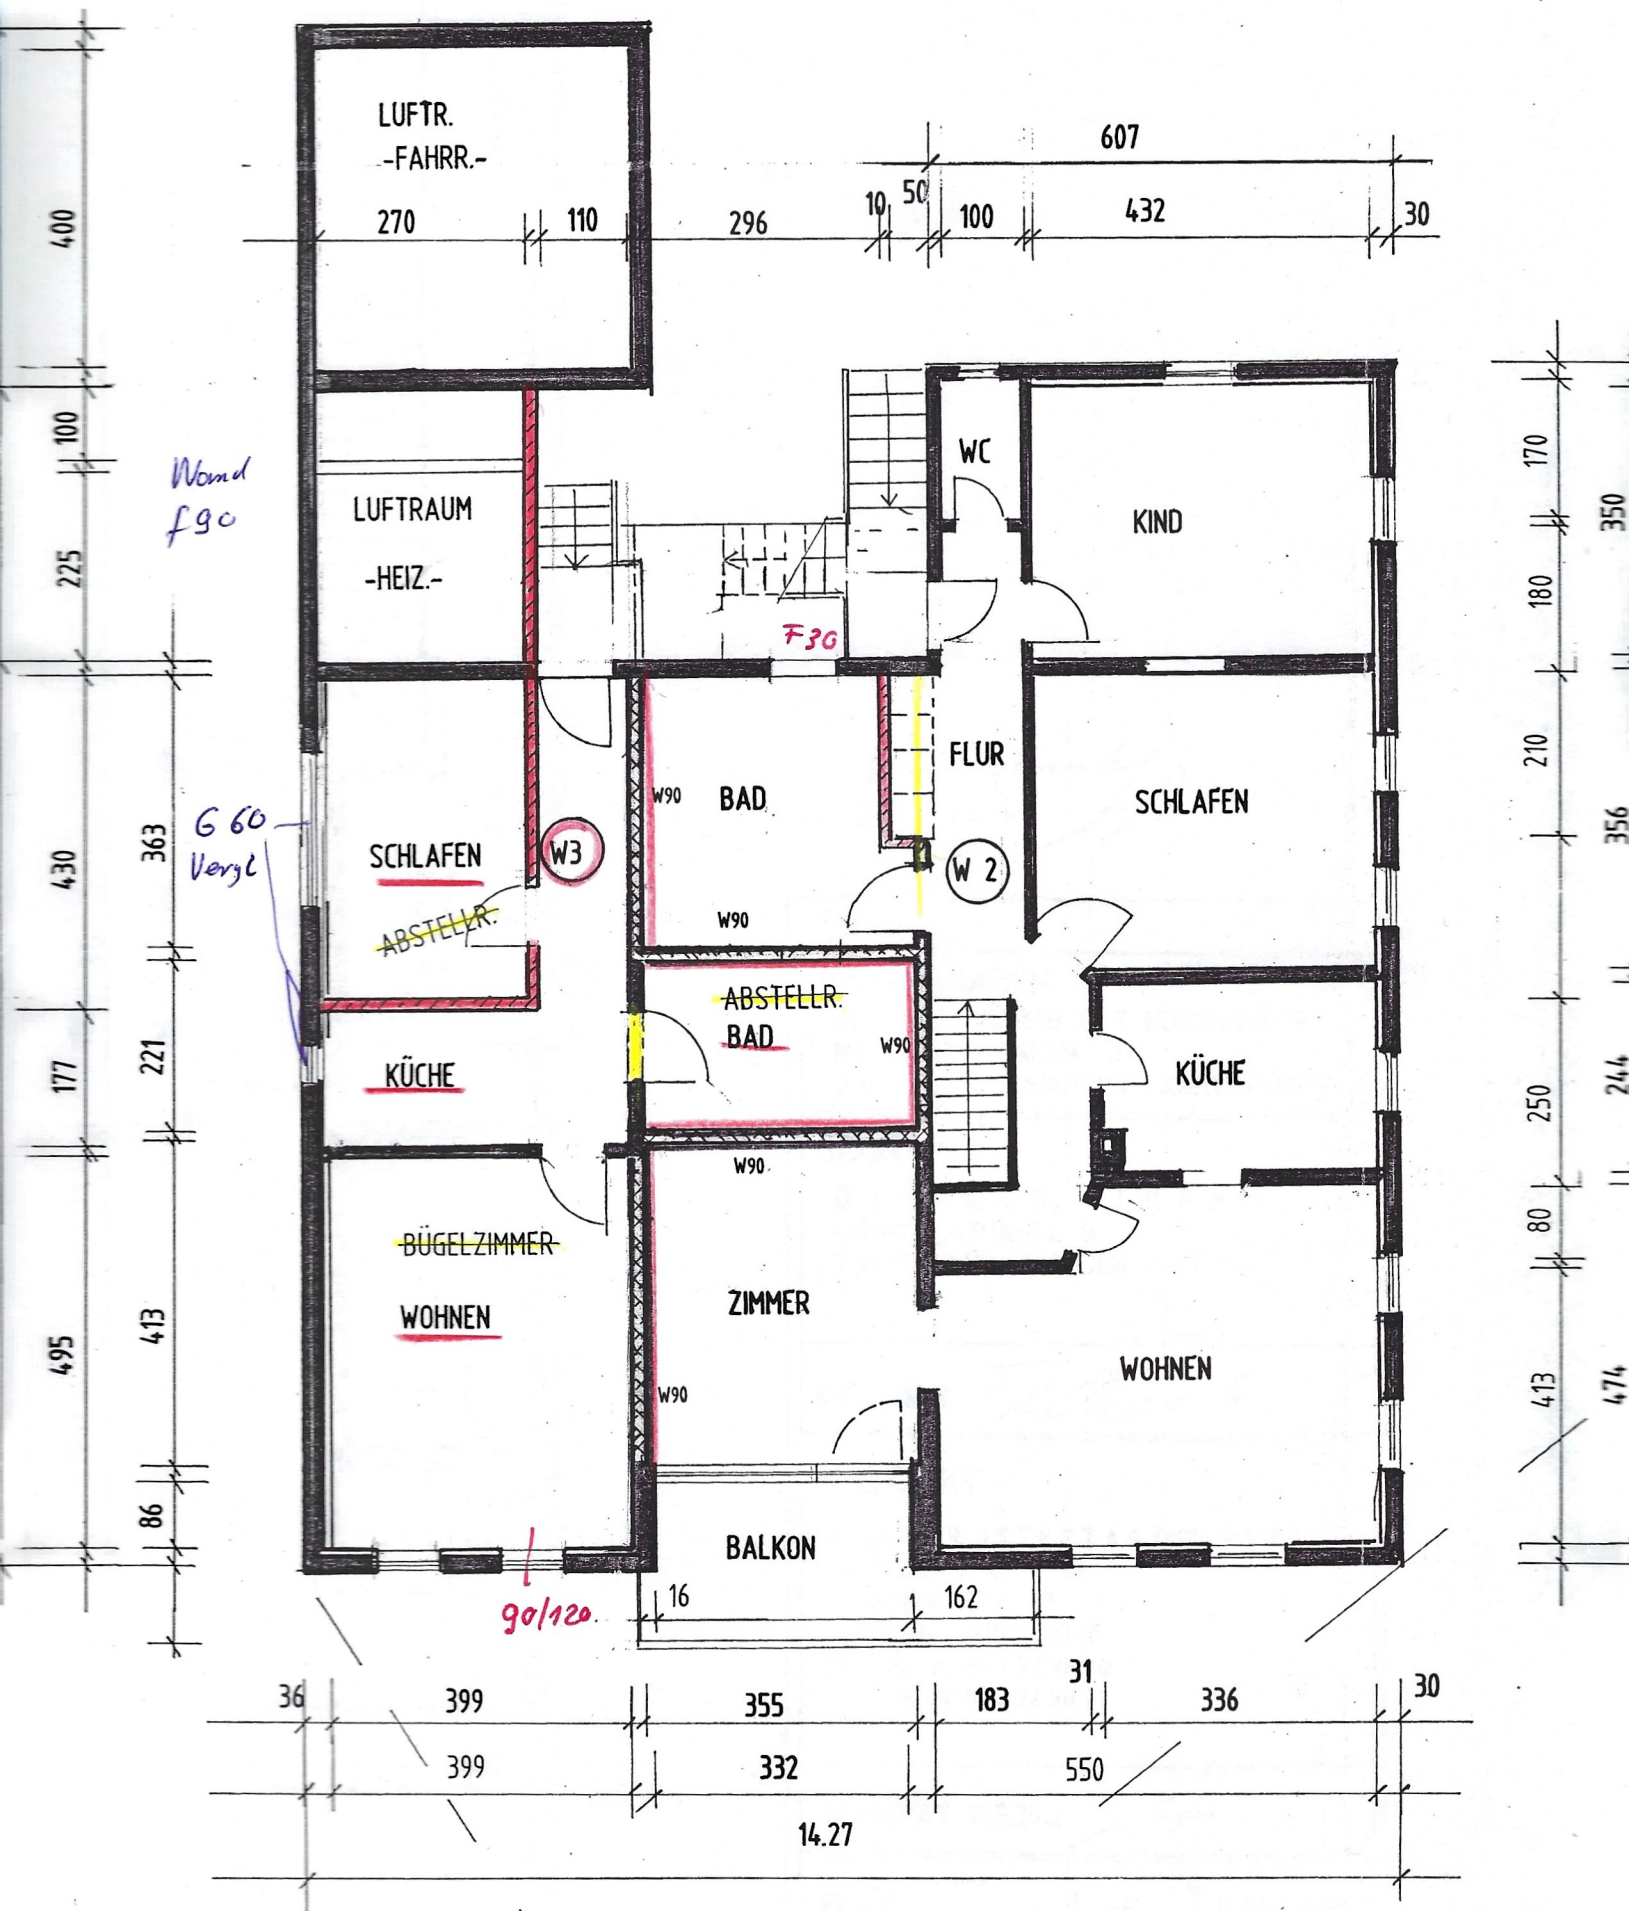 LUFTR.
-FAHRR.-
607
400
270
110
296
10
50
100
432
30
100
Wand
f90
WC
170
350
LUFTRAUM
KIND
-HEIZ.-
225
180
F30
FLUR
210
W90
BAD
SCHLAFEN
G 60
Vergl
363
430
SCHLAFEN
W3
W 2
356
ABSTELLR.
W90
ABSTELLR.
BAD
W90
177
221
KÜCHE
KÜCHE
250
244
W90
80
BÜGELZIMMER
WOHNEN
ZIMMER
413
495
WOHNEN
W90
413
474
86
BALKON
16
162
90/120
36
399
355
183
31
336
30
399
332
550
14.27